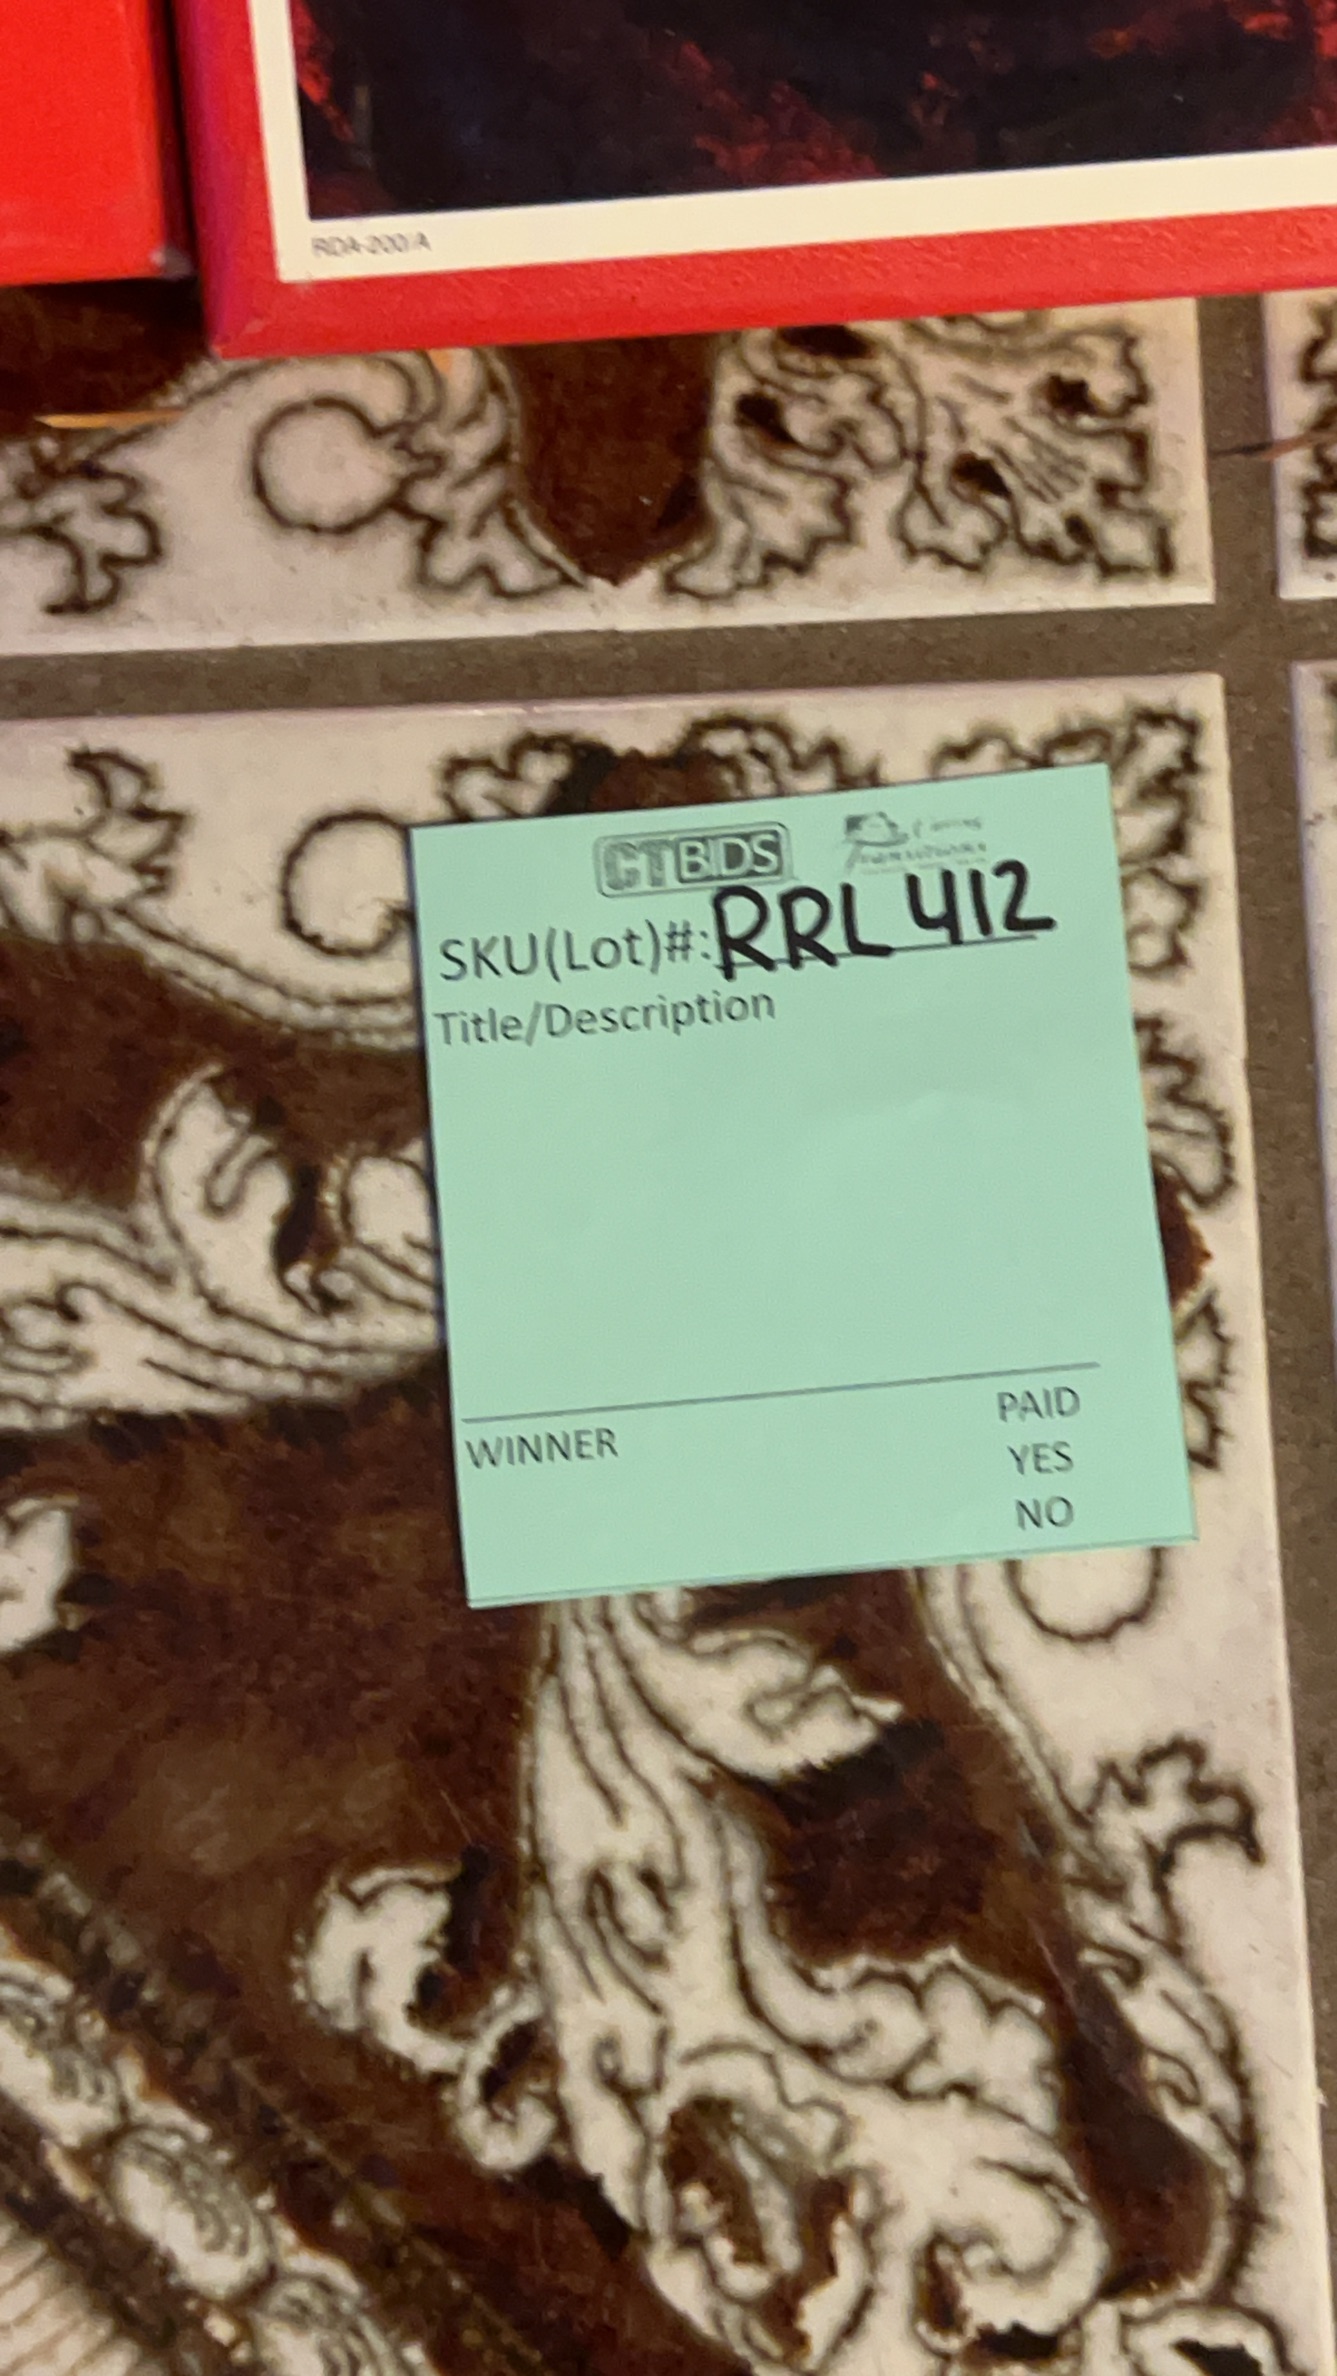 RDA-200/A
CTBIDS
SKU(Lot)#: RRL 412
Title/Description
PAID
WINNER
YES
NO